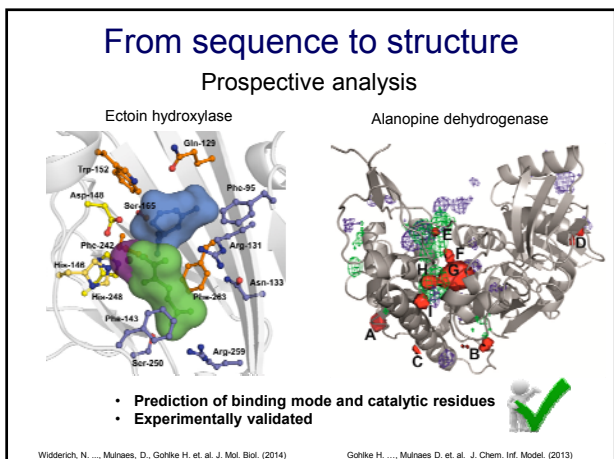 From sequence to structure
Prospective analysis
Ectoin hydroxylase
Alanopine dehydrogenase
Gln-129
Trp-152
Asp-148
Ser-165
Phe-95
Phe-242
Arg-131
His-146
Asn-133
His-248
Phe-263
Phe-143
Ser-250
Arg-259
E
F
D
H
G
I
A
C
B
• Prediction of binding mode and catalytic residues
• Experimentally validated
Widderich, N. ..., Mulnaes, D., Gohlke H. et. al. J. Mol. Biol. (2014)
Gohlke H. ..., Mulnaes D. et. al. J. Chem. Inf. Model. (2013)